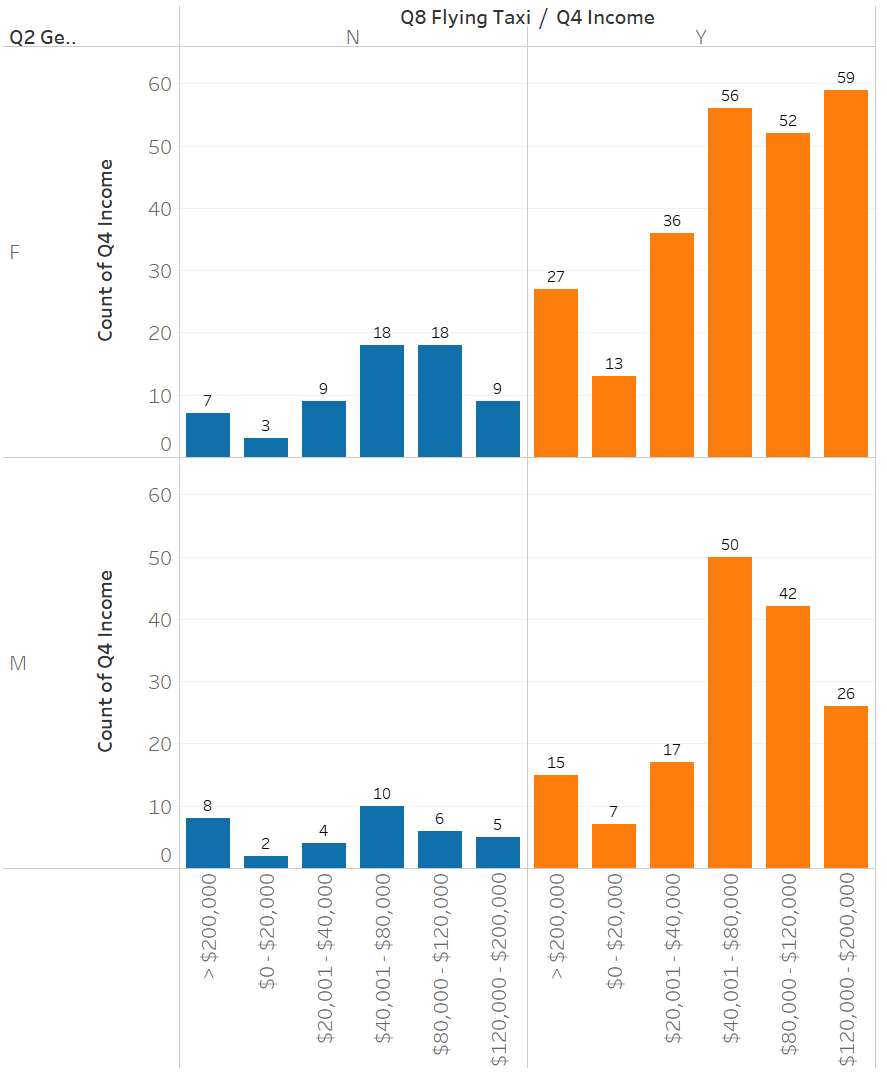 Q8 Flying Taxi / Q4 Income
Q2 Ge.. N Y
F
Count of Q4 Income
60
50
40
30
20
10
0
7 3 9 18 18 9
27 13 36 56 52 59
M
Count of Q4 Income
60
50
40
30
20
10
0
8 2 4 10 6 5
15 7 17 50 42 26
> $200,000
$0 - $20,000
$20,001 - $40,000
$40,001 - $80,000
$80,000 - $120,000
$120,000 - $200,000
> $200,000
$0 - $20,000
$20,001 - $40,000
$40,001 - $80,000
$80,000 - $120,000
$120,000 - $200,000